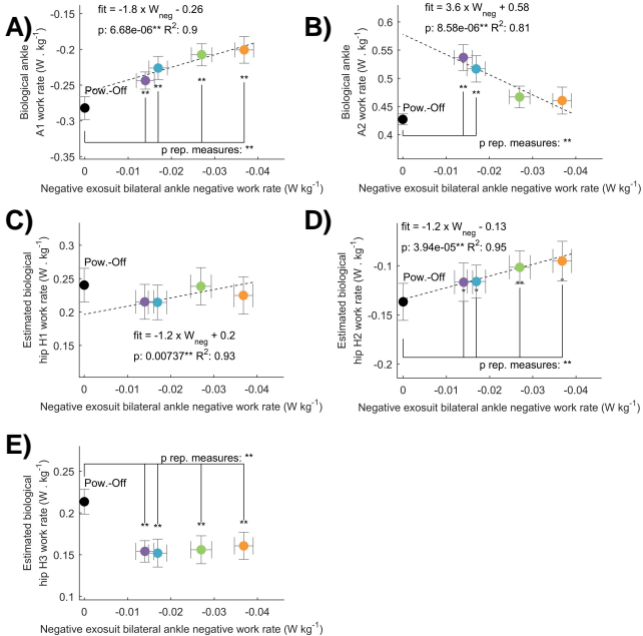 A)
fit = -1.8 x Wneg - 0.26
p: 6.68e-06** R2: 0.9
Biological ankle
A1 work rate (W . kg-1)
-0.2
-0.25
-0.3
-0.35
Pow.-Off
**
**
**
**
p rep. measures: **
0
-0.01
-0.02
-0.03
-0.04
Negative exosuit bilateral ankle negative work rate (W kg-1)
B)
fit = 3.6 x Wneg + 0.58
p: 8.58e-06** R2: 0.81
Biological ankle
A2 work rate (W . kg-1)
0.6
0.55
0.5
0.45
0.4
Pow.-Off
**
**
p rep. measures: **
0
-0.01
-0.02
-0.03
-0.04
Negative exosuit bilateral ankle negative work rate (W kg-1)
C)
Estimated biological
hip H1 work rate (W . kg-1)
0.3
0.25
0.2
0.15
Pow.-Off
fit = -1.2 x Wneg + 0.2
p: 0.00737** R2: 0.93
0
-0.01
-0.02
-0.03
-0.04
Negative exosuit bilateral ankle negative work rate (W kg-1)
D)
fit = -1.2 x Wneg - 0.13
p: 3.94e-05** R2: 0.95
Estimated biological
hip H2 work rate (W . kg-1)
-0.1
-0.15
-0.2
Pow.-Off
*
*
**
*
p rep. measures: **
0
-0.01
-0.02
-0.03
-0.04
Negative exosuit bilateral ankle negative work rate (W kg-1)
E)
p rep. measures: **
Estimated biological
hip H3 work rate (W . kg-1)
0.25
0.2
0.15
0.1
Pow.-Off
**
**
**
**
0
-0.01
-0.02
-0.03
-0.04
Negative exosuit bilateral ankle negative work rate (W kg-1)